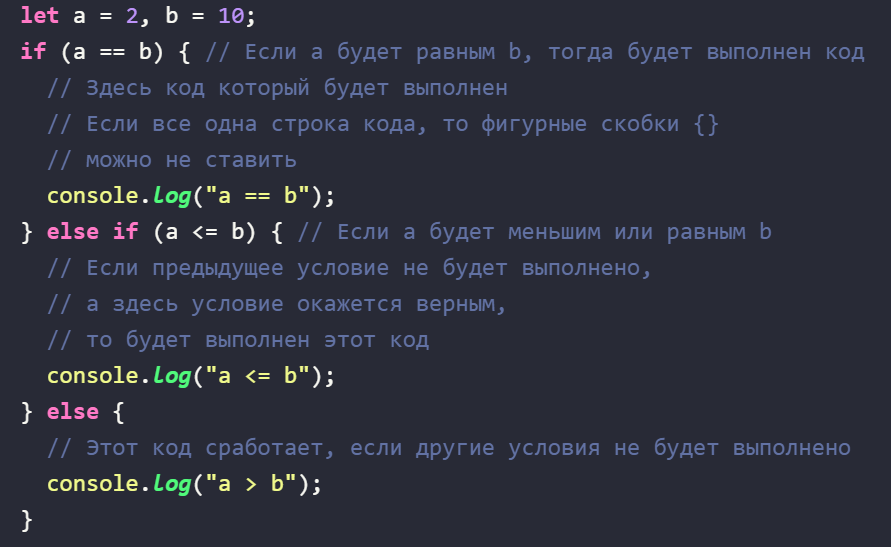 let a = 2, b = 10;
if (a == b) { // Если a будет равным b, тогда будет выполнен код
// Здесь код который будет выполнен
// Если все одна строка кода, то фигурные скобки {}
// можно не ставить
console.log("a == b");
} else if (a <= b) { // Если a будет меньшим или равным b
// Если предыдущее условие не будет выполнено,
// а здесь условие окажется верным,
// то будет выполнен этот код
console.log("a <= b");
} else {
// Этот код сработает, если другие условия не будет выполнено
console.log("a > b");
}